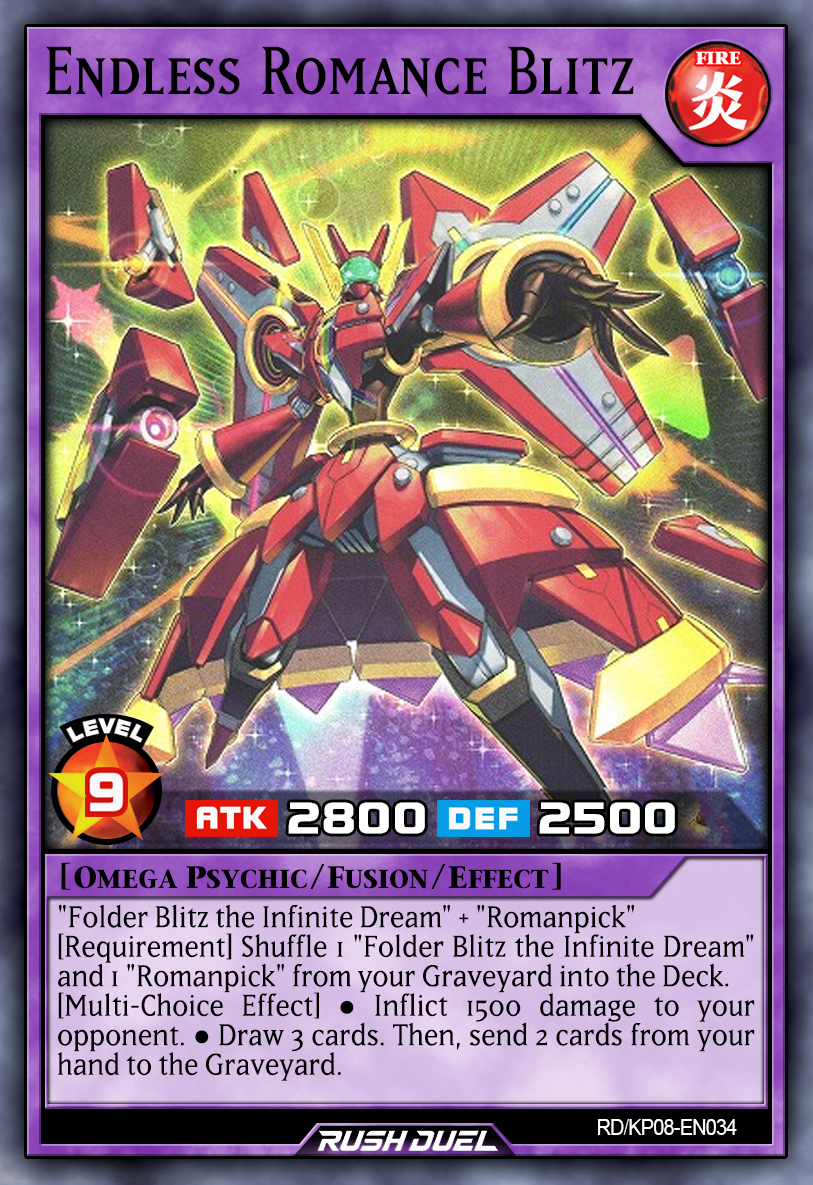 Endless Romance Blitz
FIRE
炎
LEVEL
9
ATK 2800 DEF 2500
[Omega Psychic/Fusion/Effect]
"Folder Blitz the Infinite Dream" + "Romanpick"
[Requirement] Shuffle 1 "Folder Blitz the Infinite Dream"
and 1 "Romanpick" from your Graveyard into the Deck.
[Multi-Choice Effect] ● Inflict 1500 damage to your
opponent. ● Draw 3 cards. Then, send 2 cards from your
hand to the Graveyard.
RD/KP08-EN034
RUSH DUEL